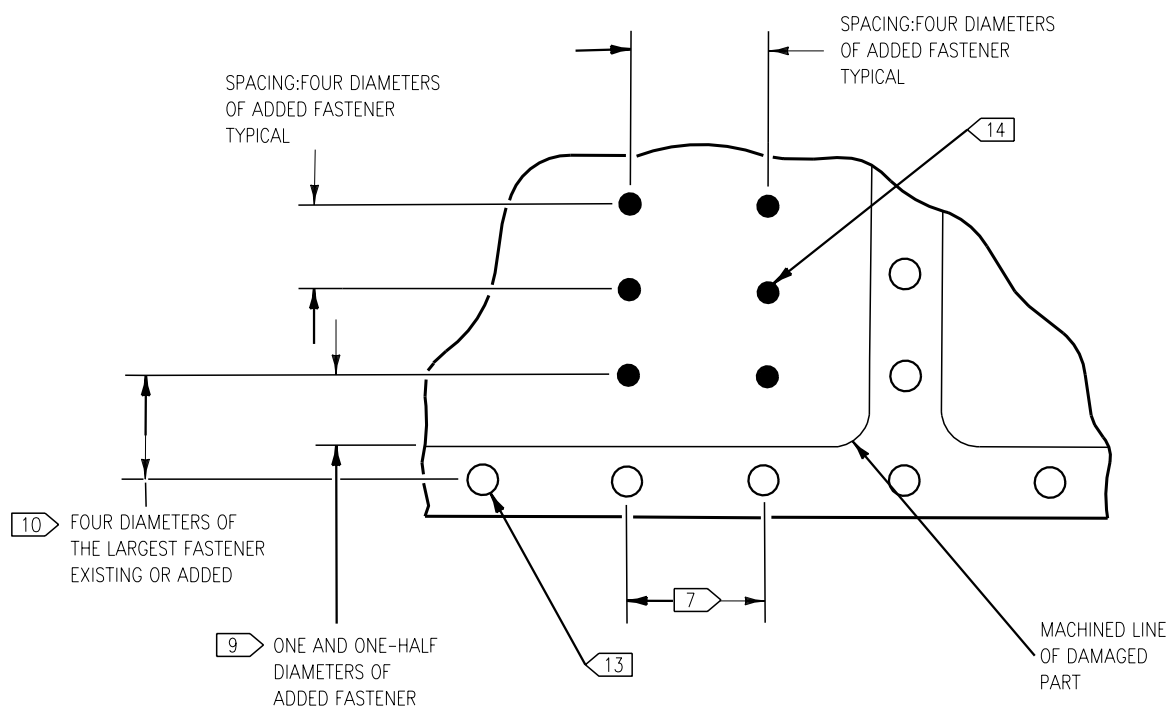 SPACING:FOUR DIAMETERS
OF ADDED FASTENER
TYPICAL
SPACING:FOUR DIAMETERS
OF ADDED FASTENER
TYPICAL
14
10
FOUR DIAMETERS OF
THE LARGEST FASTENER
EXISTING OR ADDED
7
9
ONE AND ONE-HALF
DIAMETERS OF
ADDED FASTENER
13
MACHINED LINE
OF DAMAGED
PART